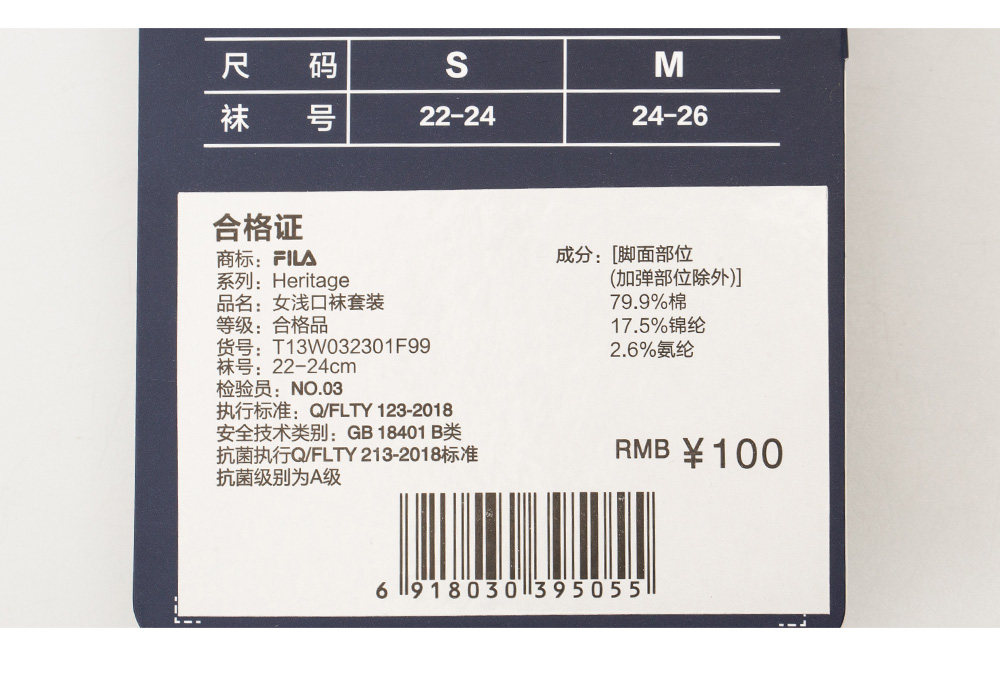 尺 码 S M
袜 号 22-24 24-26
合格证
商标：FILA
系列：Heritage
品名：女浅口袜套装
等级：合格品
货号：T13W032301F99
袜号：22-24cm
检验员：NO.03
执行标准：Q/FLTY 123-2018
安全技术类别：GB 18401 B类
抗菌执行Q/FLTY 213-2018标准
抗菌级别为A级
成分：[脚面部位
(加弹部位除外)]
79.9%棉
17.5%锦纶
2.6%氨纶
RMB ￥100
6 918030 395055